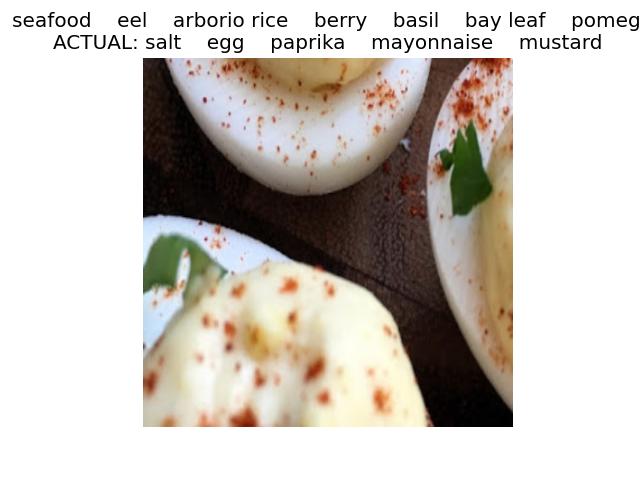 seafood eel arborio rice berry basil bay leaf pomeg
ACTUAL: salt egg paprika mayonnaise mustard